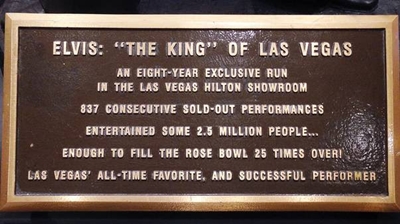 ELVIS: "THE KING" OF LAS VEGAS
AN EIGHT-YEAR EXCLUSIVE RUN
IN THE LAS VEGAS HILTON SHOWROOM
837 CONSECUTIVE SOLD-OUT PERFORMANCES
ENTERTAINED SOME 2.5 MILLION PEOPLE...
ENOUGH TO FILL THE ROSE BOWL 25 TIMES OVER!
LAS VEGAS' ALL-TIME FAVORITE, AND SUCCESSFUL PERFORMER